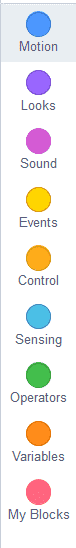 Motion
Looks
Sound
Events
Control
Sensing
Operators
Variables
My Blocks